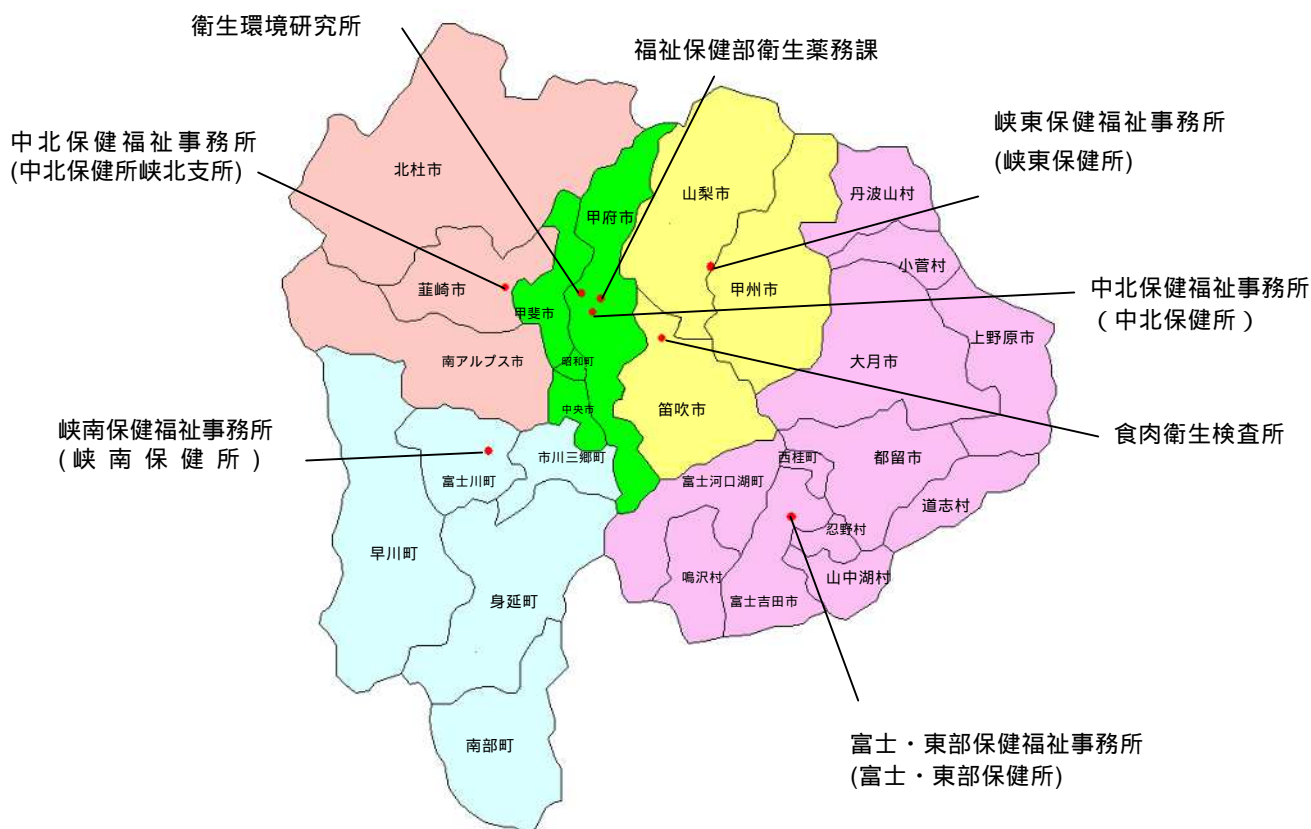 衛生環境研究所
福祉保健部衛生薬務課
中北保健福祉事務所
(中北保健所峡北支所)
峡東保健福祉事務所
(峡東保健所)
北杜市
山梨市
丹波山村
甲府市
小菅村
韮崎市
甲州市
中北保健福祉事務所
(中北保健所)
甲斐市
上野原市
南アルプス市
昭和町
大月市
中央市
笛吹市
峡南保健福祉事務所
(峡南保健所)
食肉衛生検査所
市川三郷町
西桂町
都留市
富士川町
富士河口湖町
道志村
忍野村
早川町
鳴沢村
山中湖村
身延町
富士吉田市
南部町
富士・東部保健福祉事務所
(富士・東部保健所)